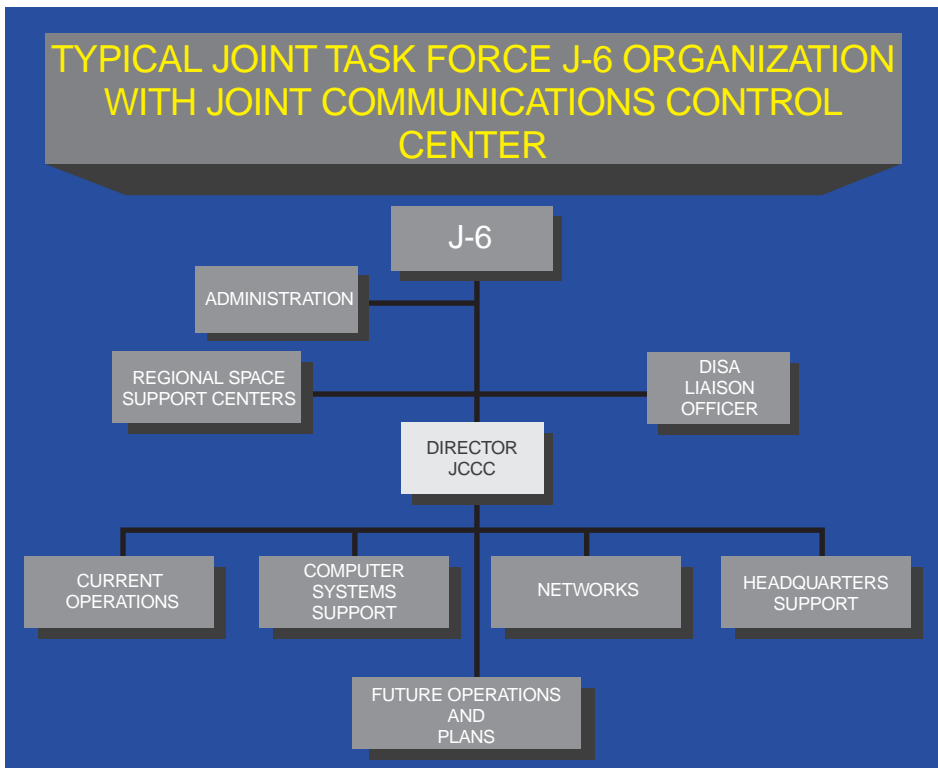 TYPICAL JOINT TASK FORCE J-6 ORGANIZATION
WITH JOINT COMMUNICATIONS CONTROL
CENTER
J-6
ADMINISTRATION
REGIONAL SPACE
SUPPORT CENTERS
DISA
LIAISON
OFFICER
DIRECTOR
JCCC
CURRENT
OPERATIONS
COMPUTER
SYSTEMS
SUPPORT
NETWORKS
HEADQUARTERS
SUPPORT
FUTURE OPERATIONS
AND
PLANS